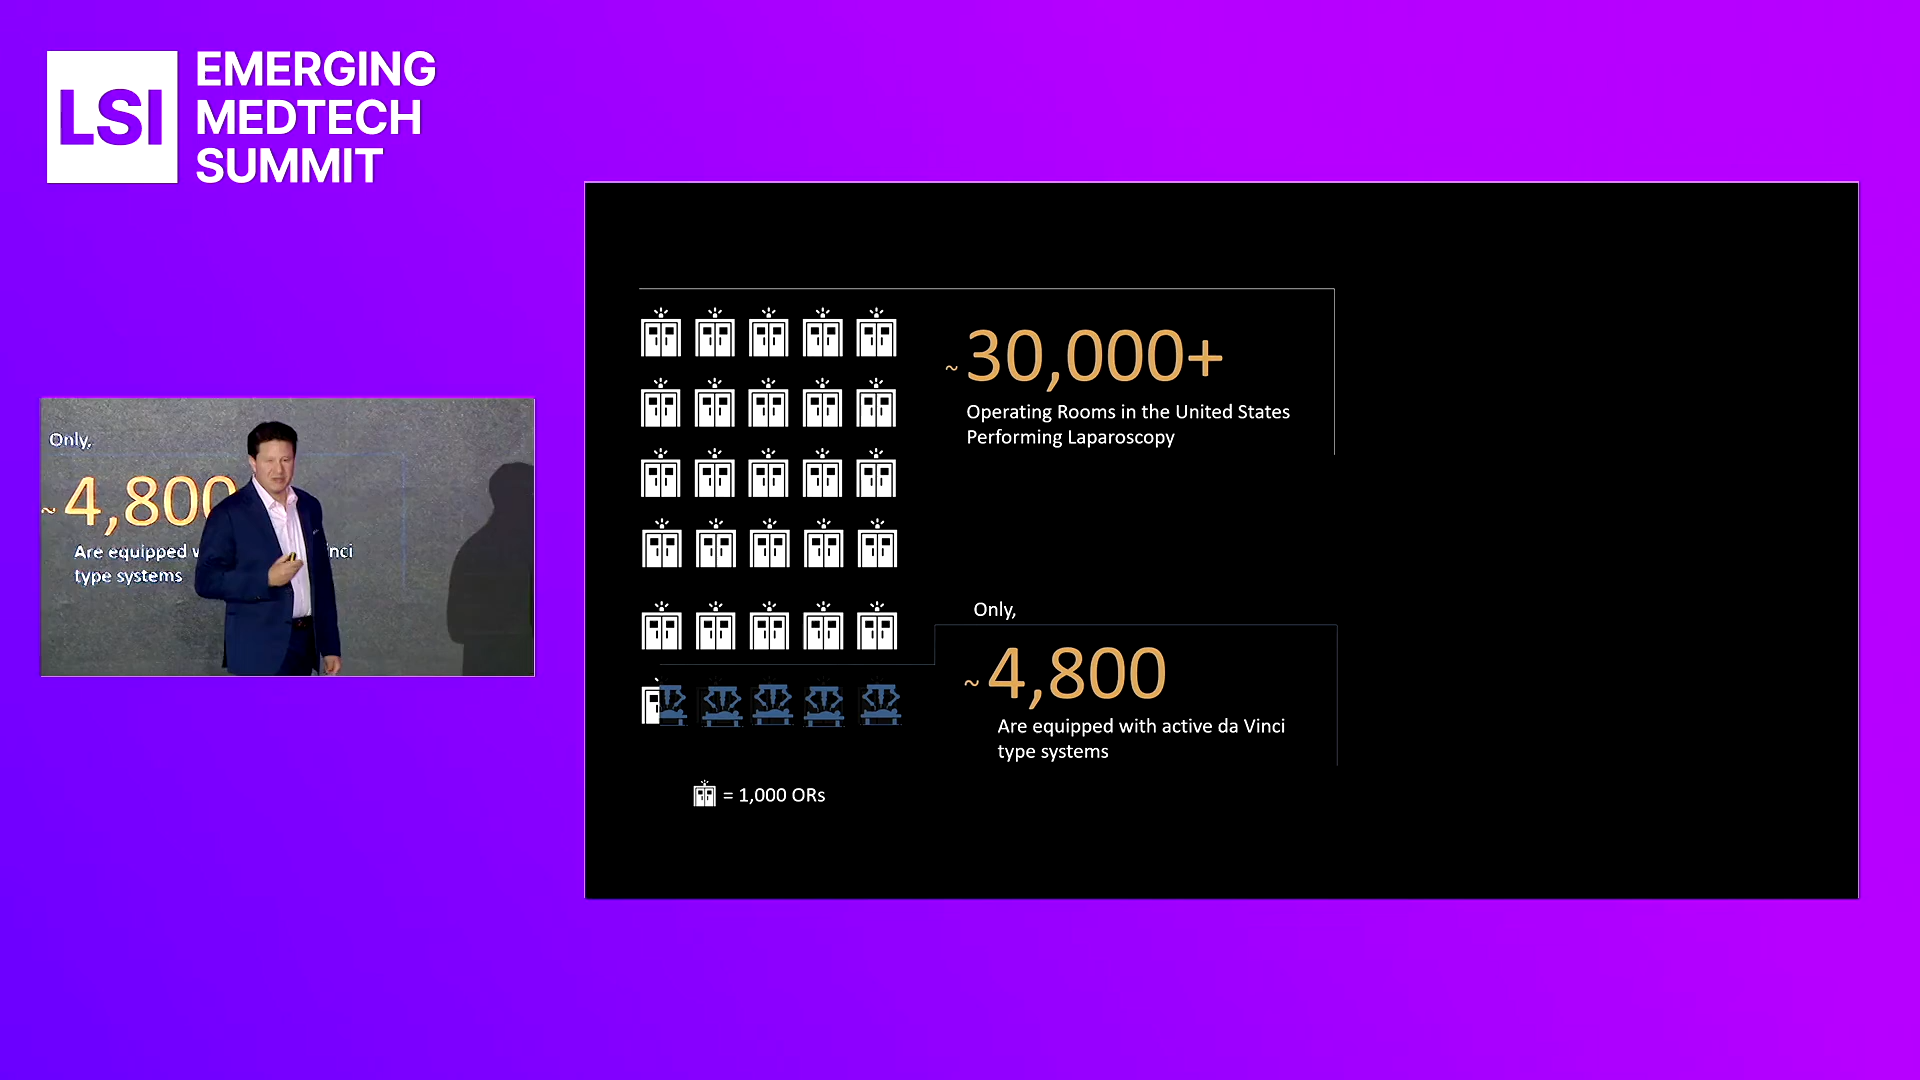 LSI
EMERGING
MEDTECH
SUMMIT
~30,000+
Operating Rooms in the United States
Performing Laparoscopy
Only,
~4,800
Are equipped with active da Vinci
type systems
= 1,000 ORs
Only,
~4,800
Are equipped
type systems